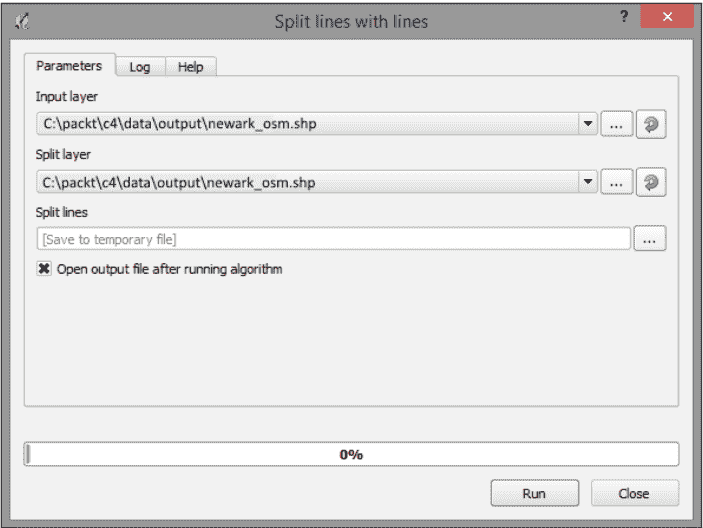 Split lines with lines
?
Parameters Log Help
Input layer
C:\packt\c4\data\output\newark_osm.shp
...
Split layer
C:\packt\c4\data\output\newark_osm.shp
...
Split lines
[Save to temporary file]
...
Open output file after running algorithm
0%
Run Close